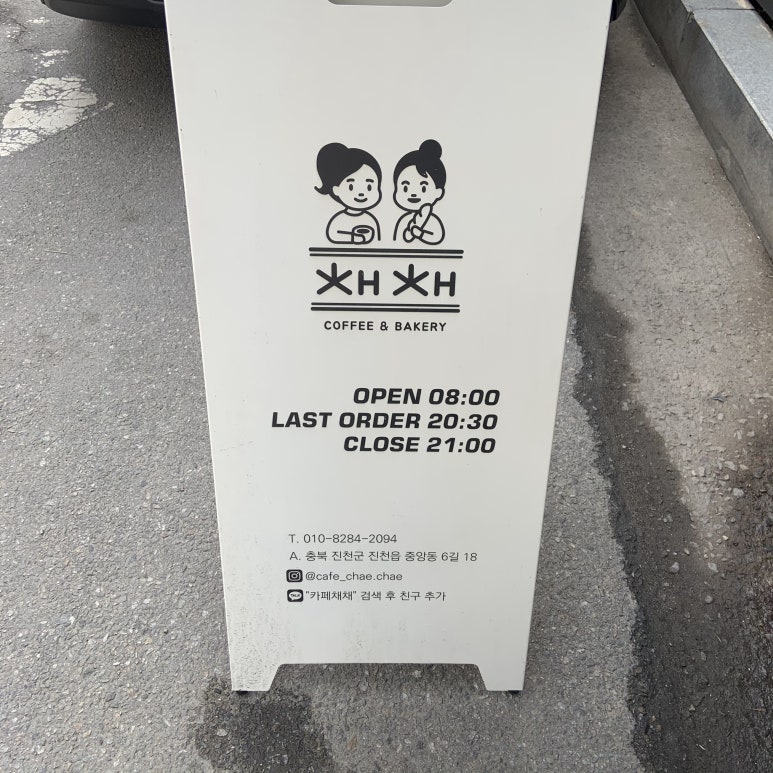 채채
COFFEE & BAKERY
OPEN 08:00
LAST ORDER 20:30
CLOSE 21:00
T. 010-8284-2094
A. 충북 진천군 진천읍 중앙동 6길 18
@cafe_chae.chae
TALK "카페채채" 검색 후 친구 추가